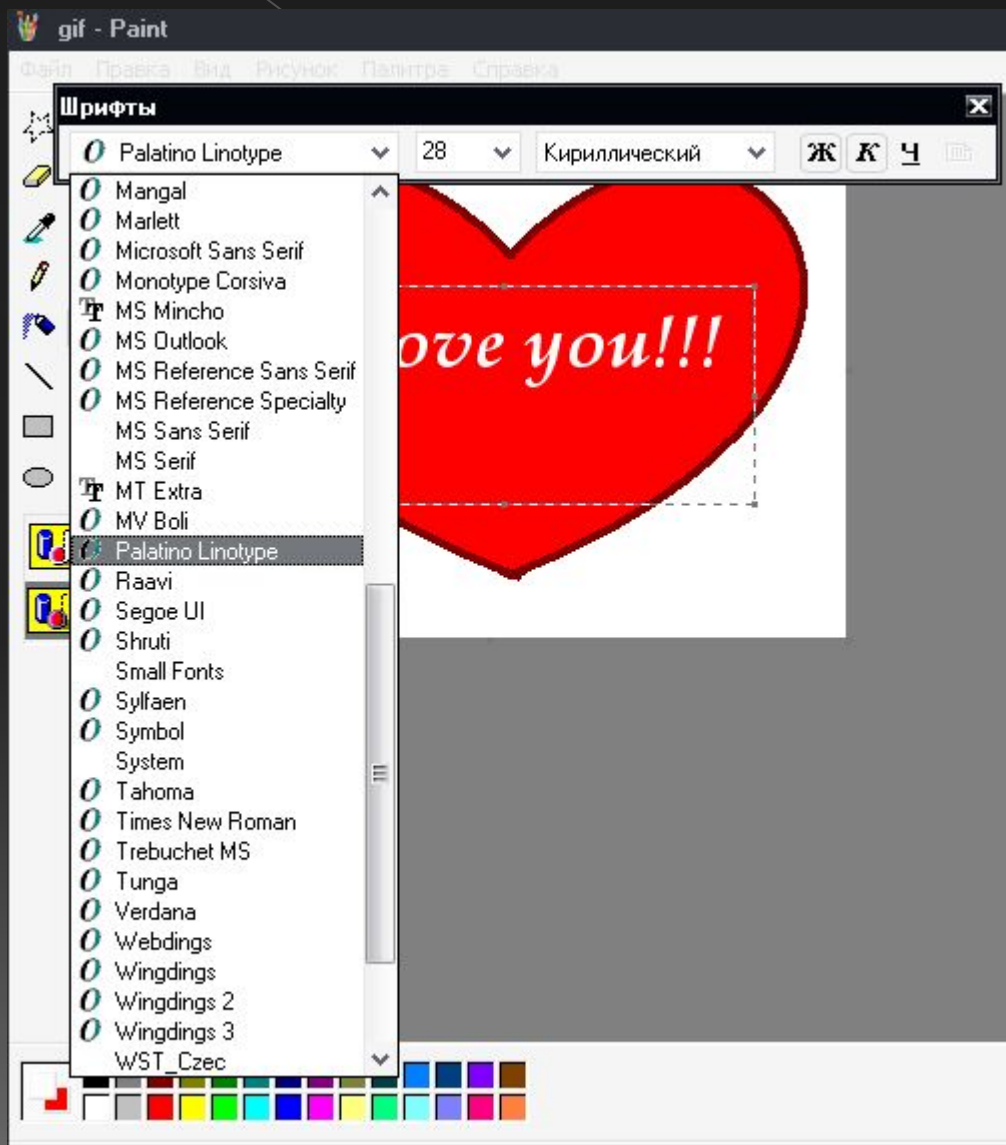 gif - Paint
Файл Правка Вид Рисунок Палитра Справка
Шрифты
Palatino Linotype 28 Кириллический Ж К Ч
Mangal
Marlett
Microsoft Sans Serif
Monotype Corsiva
MS Mincho
MS Outlook
MS Reference Sans Serif
MS Reference Specialty
MS Sans Serif
MS Serif
MT Extra
MV Boli
Palatino Linotype
Raavi
Segoe UI
Shruti
Small Fonts
Sylfaen
Symbol
System
Tahoma
Times New Roman
Trebuchet MS
Tunga
Verdana
Webdings
Wingdings
Wingdings 2
Wingdings 3
WST_Czec
ove you!!!